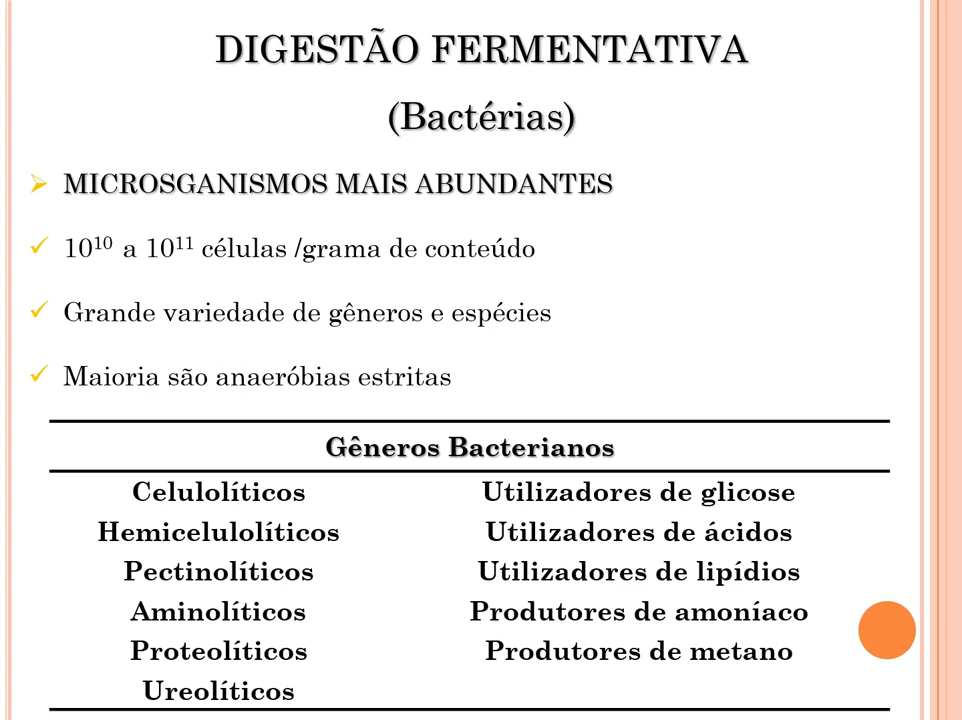 DIGESTÃO FERMENTATIVA
(Bactérias)
MICROSGANISMOS MAIS ABUNDANTES
10¹⁰ a 10¹¹ células /grama de conteúdo
Grande variedade de gêneros e espécies
Maioria são anaeróbias estritas
Gêneros Bacterianos
Celulolíticos Utilizadores de glicose
Hemicelulolíticos Utilizadores de ácidos
Pectinolíticos Utilizadores de lipídios
Aminolíticos Produtores de amoníaco
Proteolíticos Produtores de metano
Ureolíticos